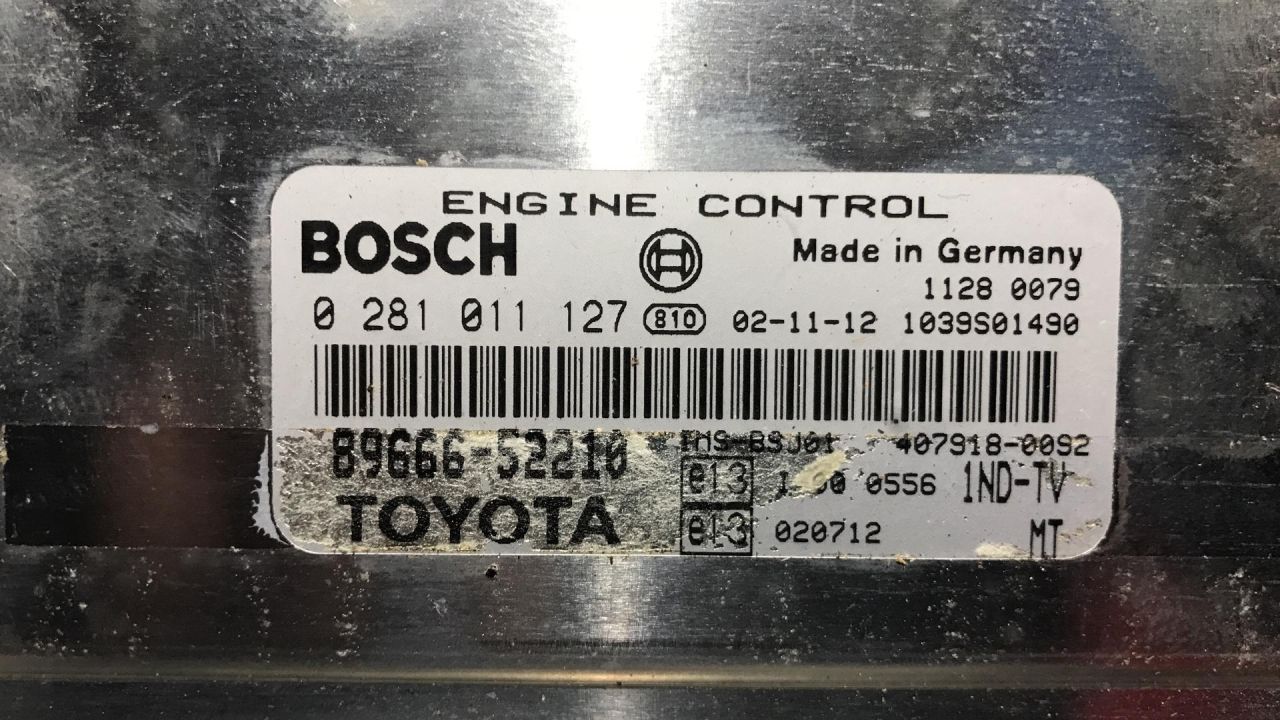 ENGINE CONTROL
BOSCH Made in Germany
1128 0079
0 281 011 127 810 02-11-12 1039S01490
89666-52210 407918-0092
e13 0556 1ND-TV
TOYOTA e13 020712 MT